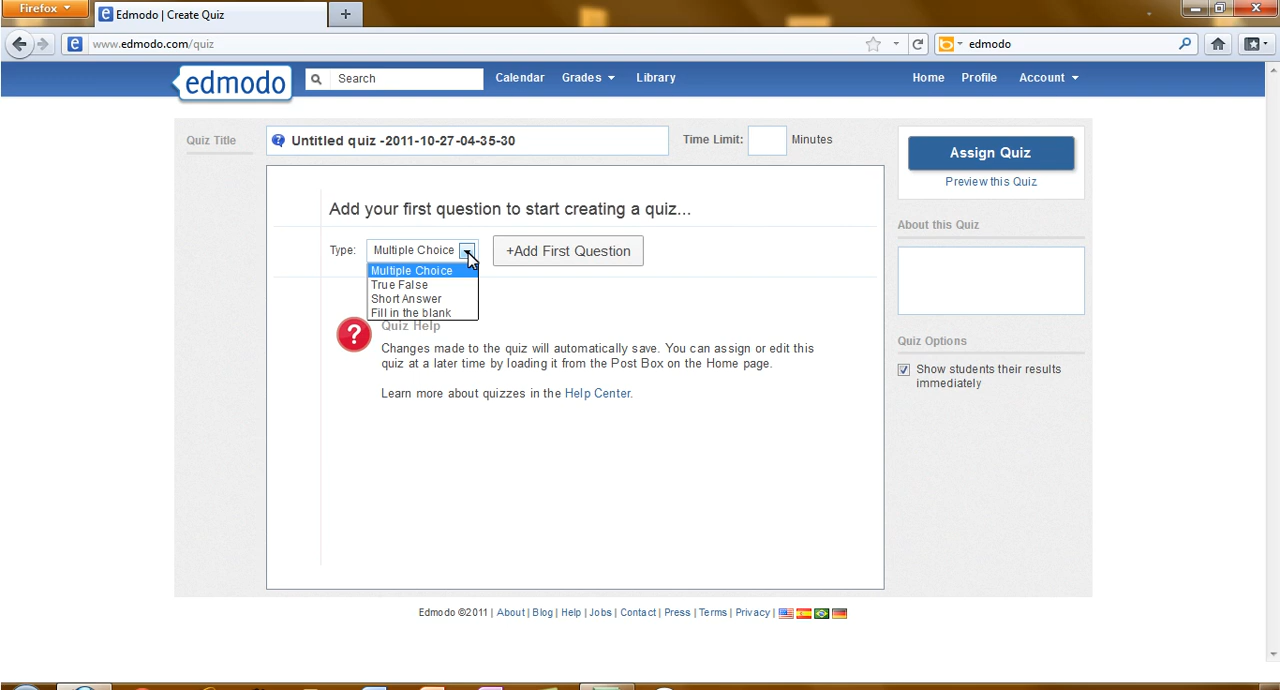 Firefox
Edmodo | Create Quiz
www.edmodo.com/quiz
edmodo
edmodo
Search
Calendar
Grades
Library
Home
Profile
Account
Quiz Title
Untitled quiz -2011-10-27-04-35-30
Time Limit:
Minutes
Assign Quiz
Preview this Quiz
Add your first question to start creating a quiz...
About this Quiz
Type:
Multiple Choice
+Add First Question
Multiple Choice
True False
Short Answer
Fill in the blank
Quiz Help
Changes made to the quiz will automatically save. You can assign or edit this
quiz at a later time by loading it from the Post Box on the Home page.
Learn more about quizzes in the Help Center.
Quiz Options
Show students their results
immediately
Edmodo ©2011 | About | Blog | Help | Jobs | Contact | Press | Terms | Privacy |